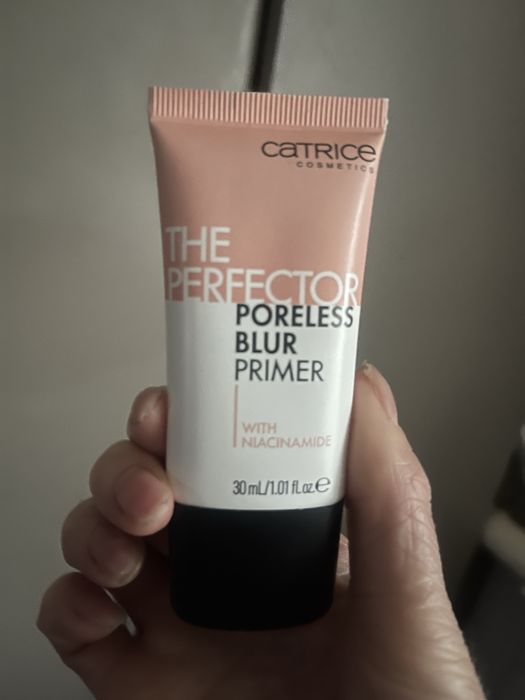 CATRICE
COSMETICS
THE
PERFECTOR
PORELESS
BLUR
PRIMER
WITH
NIACINAMIDE
30 mL/1.01 fl.oz.℮